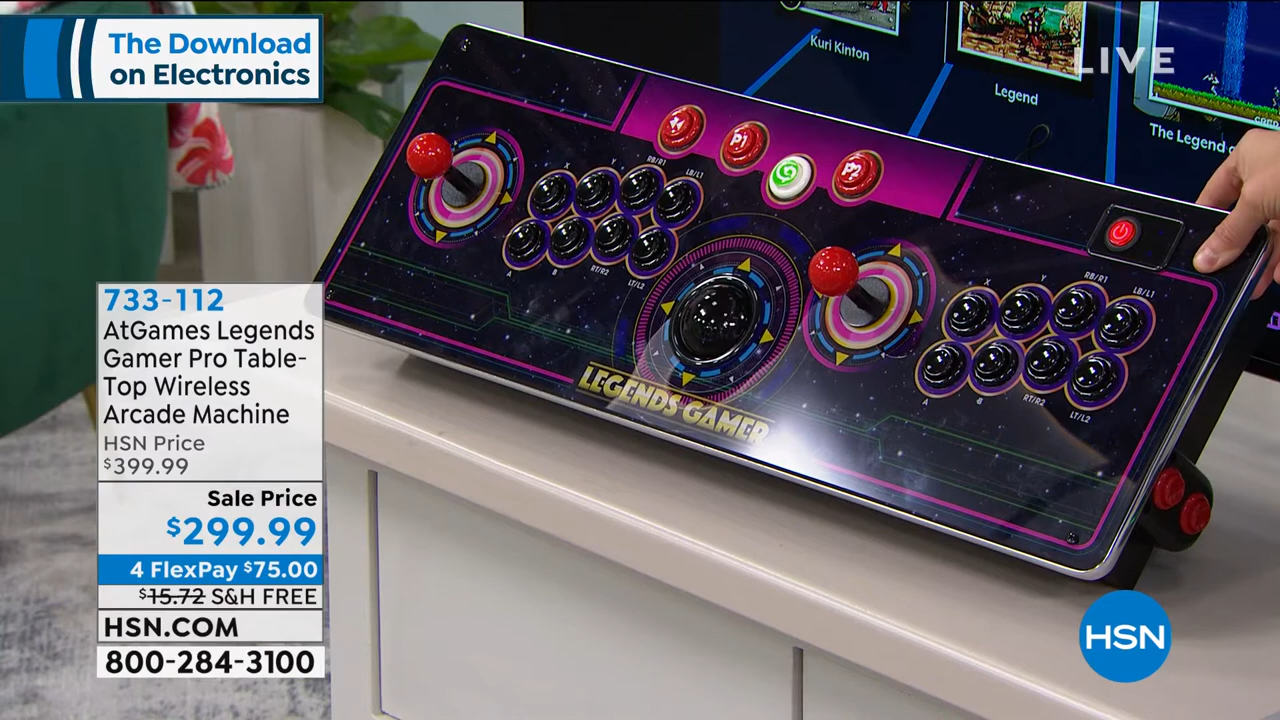 The Download
on Electronics
LIVE
Kuri Kinton
Legend
The Legend
P1
P2
X
Y
RB/R1
LB/L1
A
B
RT/R2
LT/L2
X
Y
RB/R1
LB/L1
A
B
RT/R2
LT/L2
LEGENDS GAMER
733-112
AtGames Legends
Gamer Pro Table-
Top Wireless
Arcade Machine
HSN Price
$399.99
Sale Price
$299.99
4 FlexPay $75.00
$15.72 S&H FREE
HSN.COM
800-284-3100
HSN